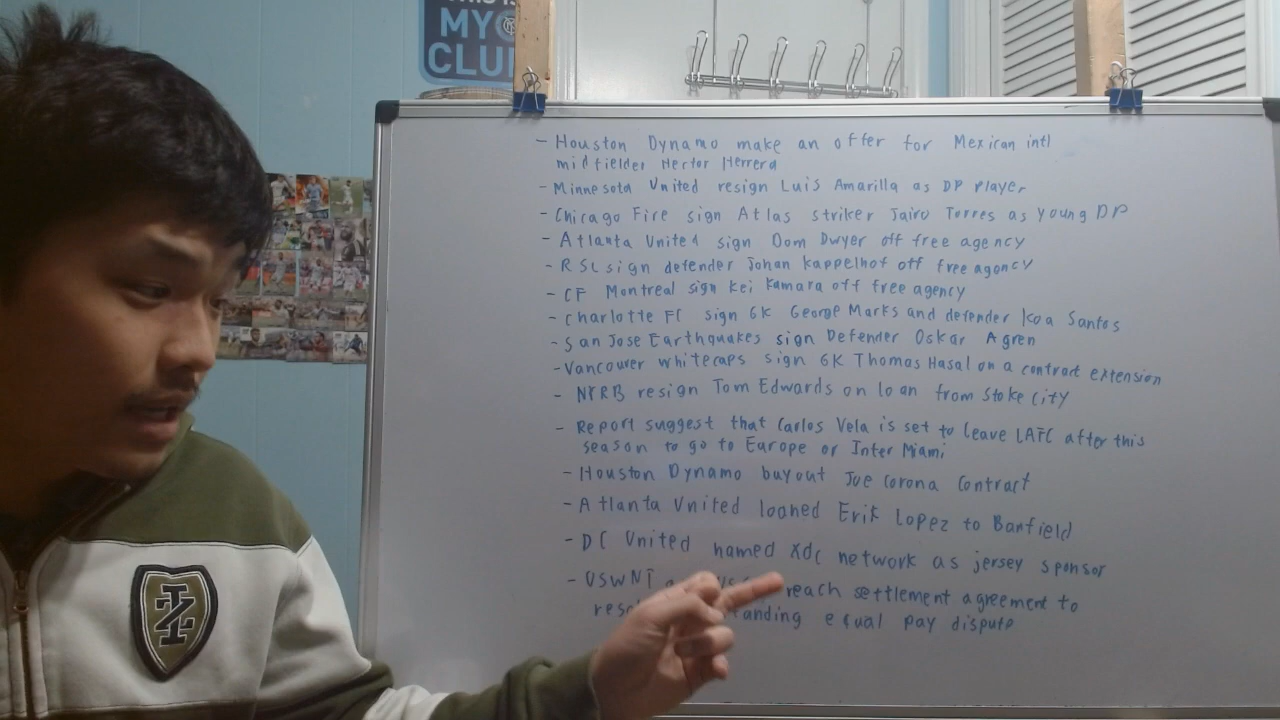 MY
CLUB
- Houston Dynamo make an offer for Mexican intl
midfielder Hector Herrera
- Minnesota United resign Luis Amarilla as DP player
- Chicago Fire sign Atlas striker Jairo Torres as young DP
- Atlanta United sign Dom Dwyer off free agency
- RSL sign defender Johan Kappelhof off free agency
- CF Montreal sign Kei Kamara off free agency
- Charlotte FC sign GK George Marks and defender Koa Santos
- San Jose Earthquakes sign Defender Oskar Agren
- Vancouver Whitecaps sign GK Thomas Hasal on a contract extension
- NYRB resign Tom Edwards on loan from Stoke City
- Report suggest that Carlos Vela is set to leave LAFC after this
season to go to Europe or Inter Miami
- Houston Dynamo buyout Joe Corona Contract
- Atlanta United loaned Erik Lopez to Banfield
- DC United named XDC network as jersey sponsor
- USWNT reach settlement agreement to
equal pay dispute